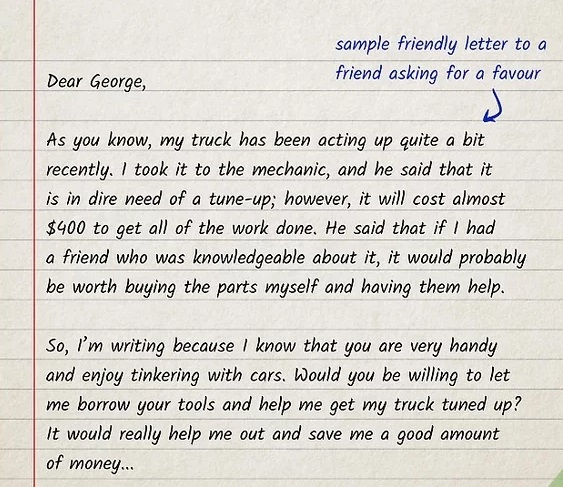 sample friendly letter to a
friend asking for a favour
Dear George,
As you know, my truck has been acting up quite a bit
recently. I took it to the mechanic, and he said that it
is in dire need of a tune-up; however, it will cost almost
$400 to get all of the work done. He said that if I had
a friend who was knowledgeable about it, it would probably
be worth buying the parts myself and having them help.
So, I'm writing because I know that you are very handy
and enjoy tinkering with cars. Would you be willing to let
me borrow your tools and help me get my truck tuned up?
It would really help me out and save me a good amount
of money...